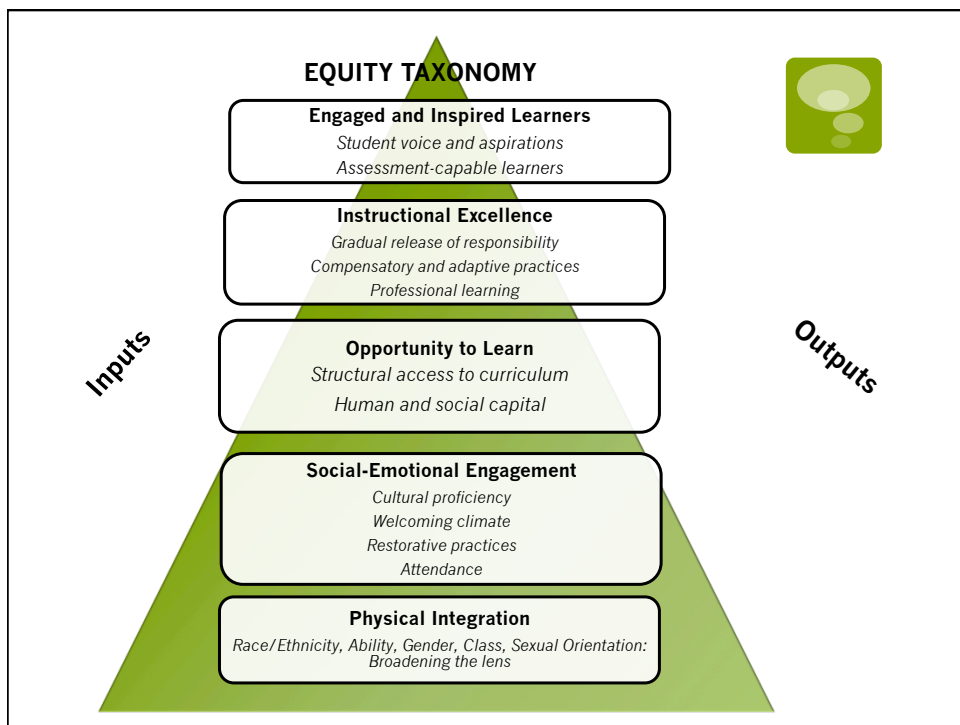 EQUITY TAXONOMY
Engaged and Inspired Learners
Student voice and aspirations
Assessment-capable learners
Instructional Excellence
Gradual release of responsibility
Compensatory and adaptive practices
Professional learning
Inputs
Outputs
Opportunity to Learn
Structural access to curriculum
Human and social capital
Social-Emotional Engagement
Cultural proficiency
Welcoming climate
Restorative practices
Attendance
Physical Integration
Race/Ethnicity, Ability, Gender, Class, Sexual Orientation:
Broadening the lens